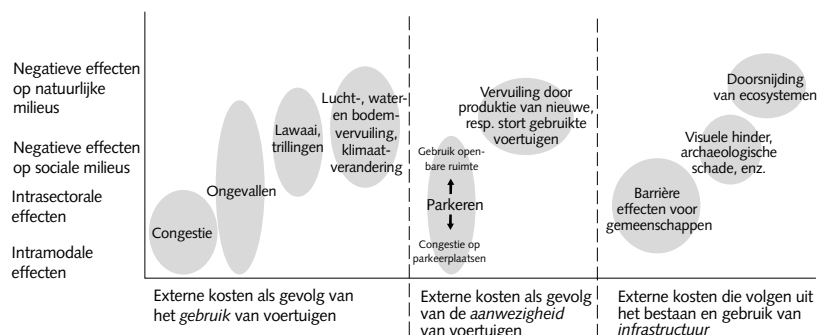 Negatieve effecten
op natuurlijke
milieus
Negatieve effecten
op sociale milieus
Intrasectorale
effecten
Intramodale
effecten
Congestie
Ongevallen
Lawaai,
trillingen
Lucht-, water-
en bodem-
vervuiling,
klimaat-
verandering
Vervuiling door
produktie van nieuwe,
resp. stort gebruikte
voertuigen
Gebruik open-
bare ruimte
Parkeren
Congestie op
parkeerplaatsen
Doorsnijding
van ecosystemen
Visuele hinder,
archaeologische
schade, enz.
Barrière
effecten voor
gemeenschappen
Externe kosten als gevolg van
het gebruik van voertuigen
Externe kosten als gevolg
van de aanwezigheid
van voertuigen
Externe kosten die volgen uit
het bestaan en gebruik van
infrastructuur